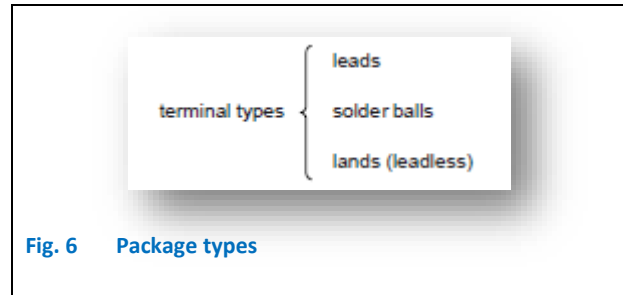 leads
terminal types
solder balls
lands (leadless)
Fig. 6 Package types